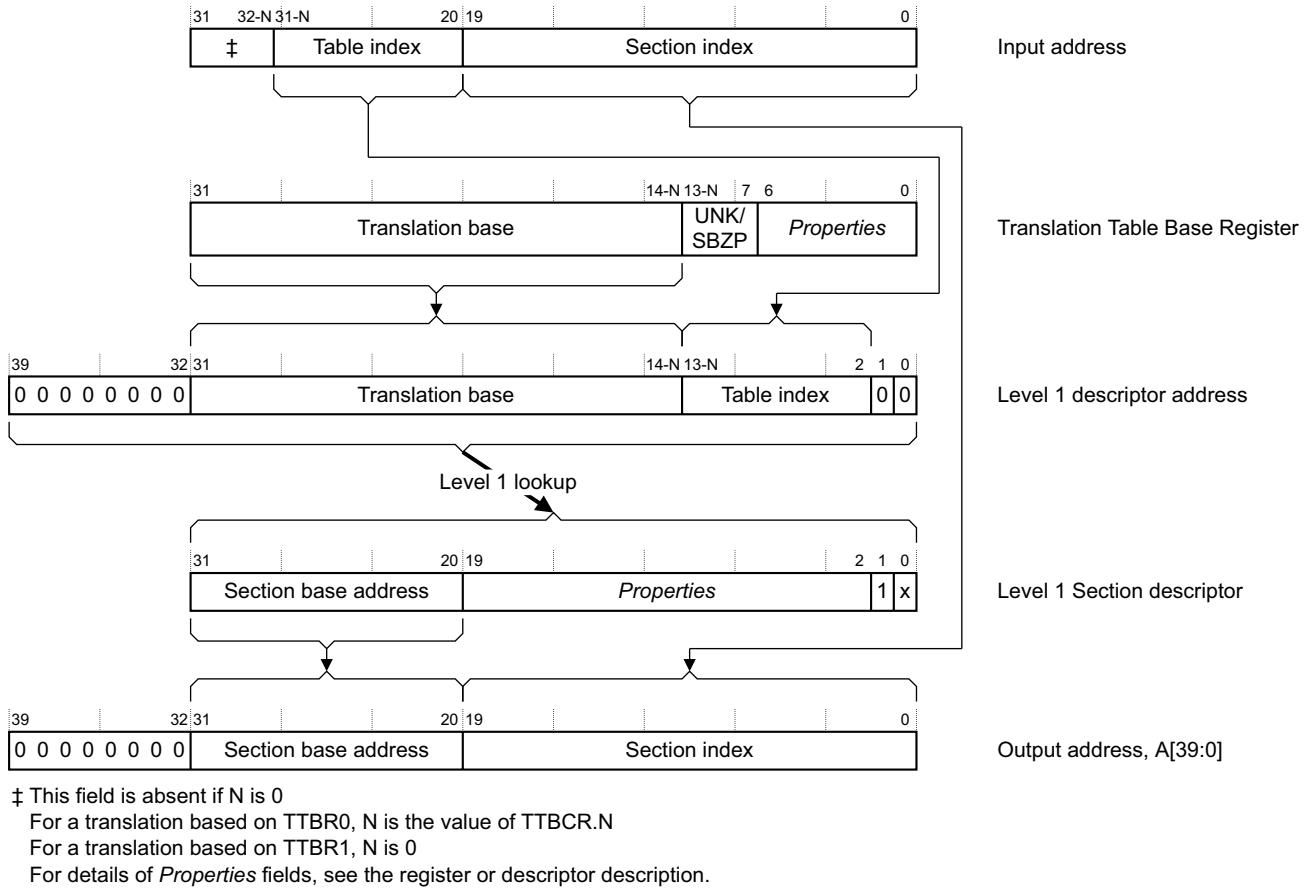 31 32-N 31-N 20 19 0
‡ Table index Section index Input address
31 14-N 13-N 7 6 0
Translation base UNK/ SBZP Properties Translation Table Base Register
39 32 31 14-N 13-N 2 1 0
0 0 0 0 0 0 0 0 Translation base Table index 0 0 Level 1 descriptor address
Level 1 lookup
31 20 19 2 1 0
Section base address Properties 1 x Level 1 Section descriptor
39 32 31 20 19 0
0 0 0 0 0 0 0 0 Section base address Section index Output address, A[39:0]
‡ This field is absent if N is 0
For a translation based on TTBR0, N is the value of TTBCR.N
For a translation based on TTBR1, N is 0
For details of Properties fields, see the register or descriptor description.